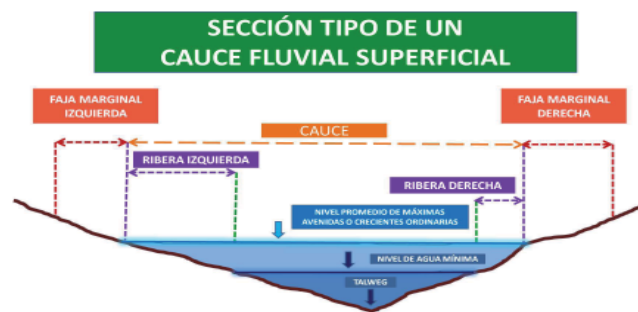 SECCIÓN TIPO DE UN
CAUCE FLUVIAL SUPERFICIAL
FAJA MARGINAL
IZQUIERDA
FAJA MARGINAL
DERECHA
CAUCE
RIBERA IZQUIERDA
RIBERA DERECHA
NIVEL PROMEDIO DE MÁXIMAS
AVENIDAS O CRECIENTES ORDINARIAS
NIVEL DE AGUA MÍNIMA
TALWEG